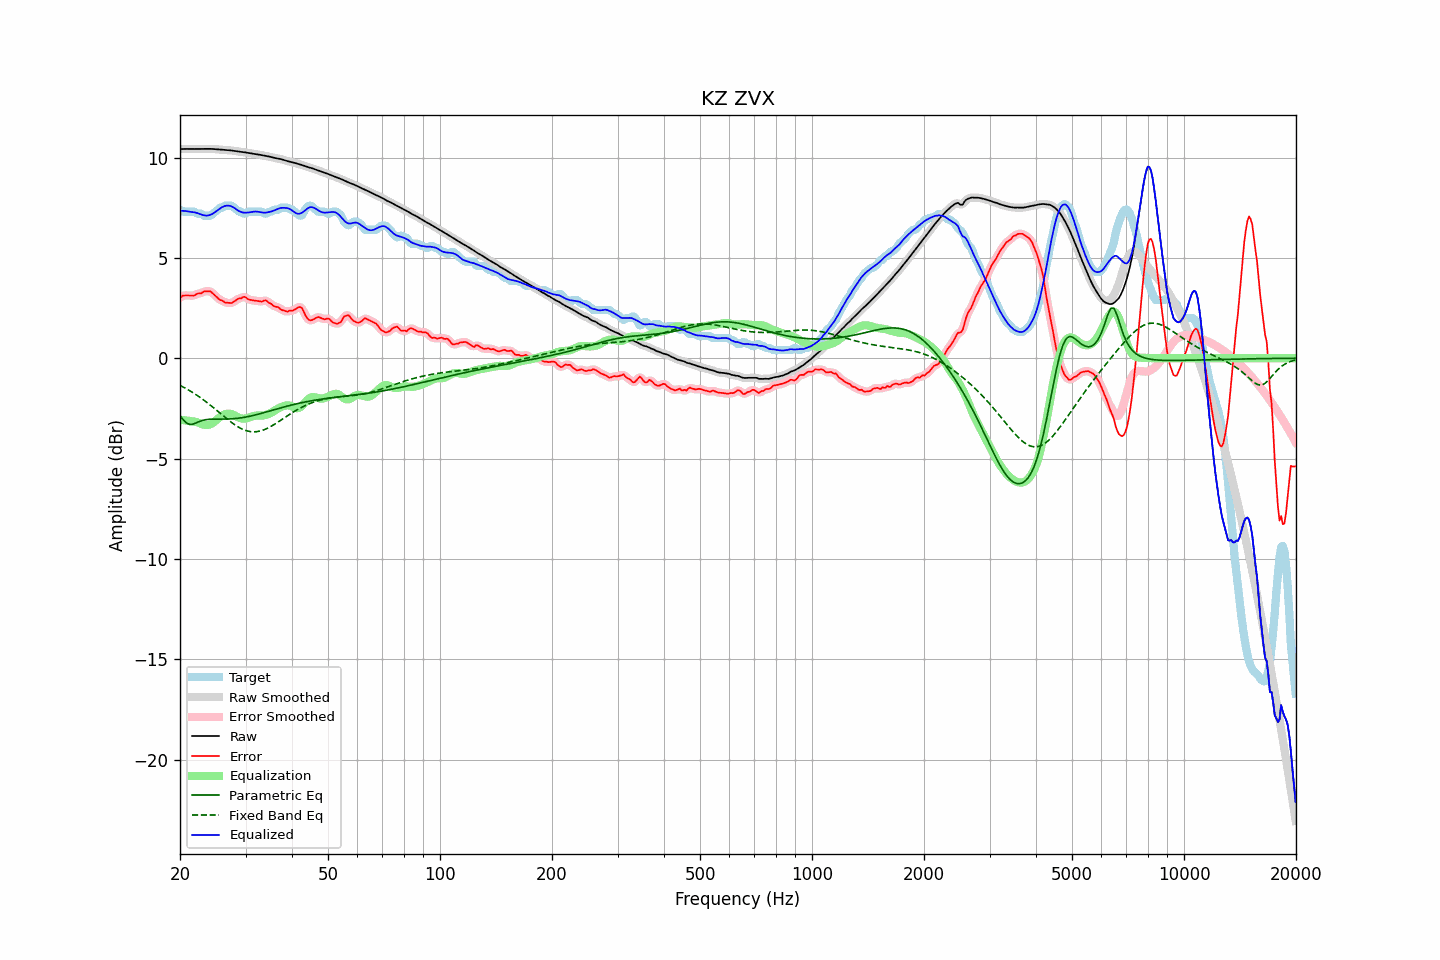 KZ ZVX
Amplitude (dBr)
10
5
0
−5
−10
−15
−20
Target
Raw Smoothed
Error Smoothed
Raw
Error
Equalization
Parametric Eq
Fixed Band Eq
Equalized
20 50 100 200 500 1000 2000 5000 10000 20000
Frequency (Hz)